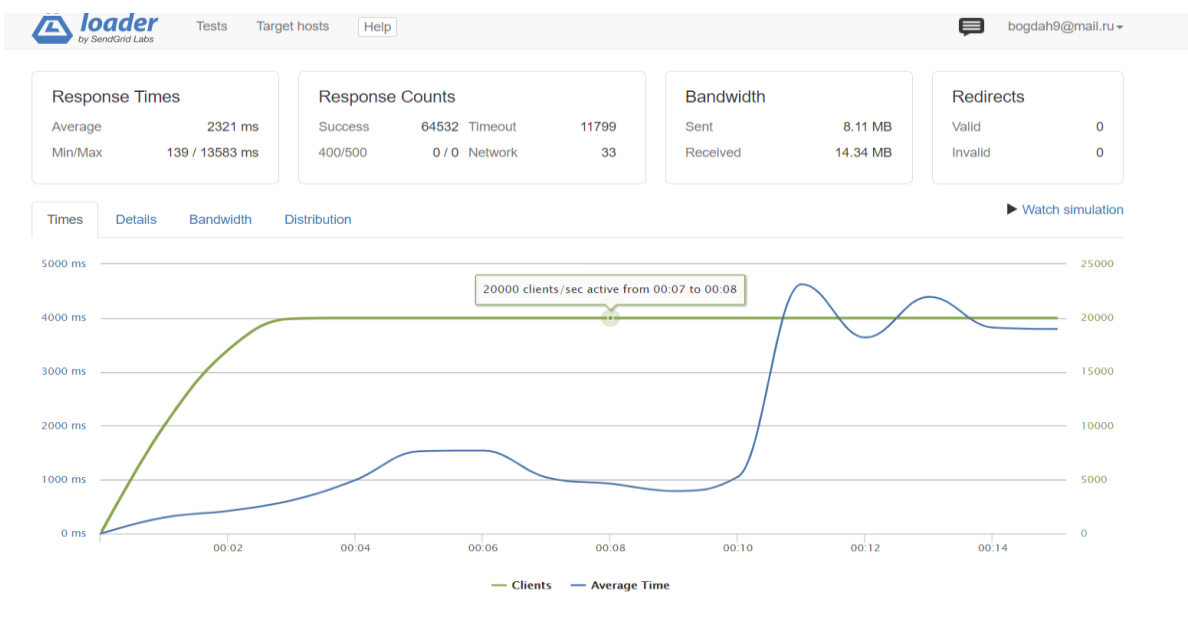 loader
by SendGrid Labs
Tests Target hosts Help
bogdah9@mail.ru
Response Times
Average 2321 ms
Min/Max 139 / 13583 ms
Response Counts
Success 64532 Timeout 11799
400/500 0 / 0 Network 33
Bandwidth
Sent 8.11 MB
Received 14.34 MB
Redirects
Valid 0
Invalid 0
Times Details Bandwidth Distribution
Watch simulation
5000 ms 25000
20000 clients/sec active from 00:07 to 00:08
4000 ms 20000
3000 ms 15000
2000 ms 10000
1000 ms 5000
0 ms 0
00:02 00:04 00:06 00:08 00:10 00:12 00:14
Clients Average Time